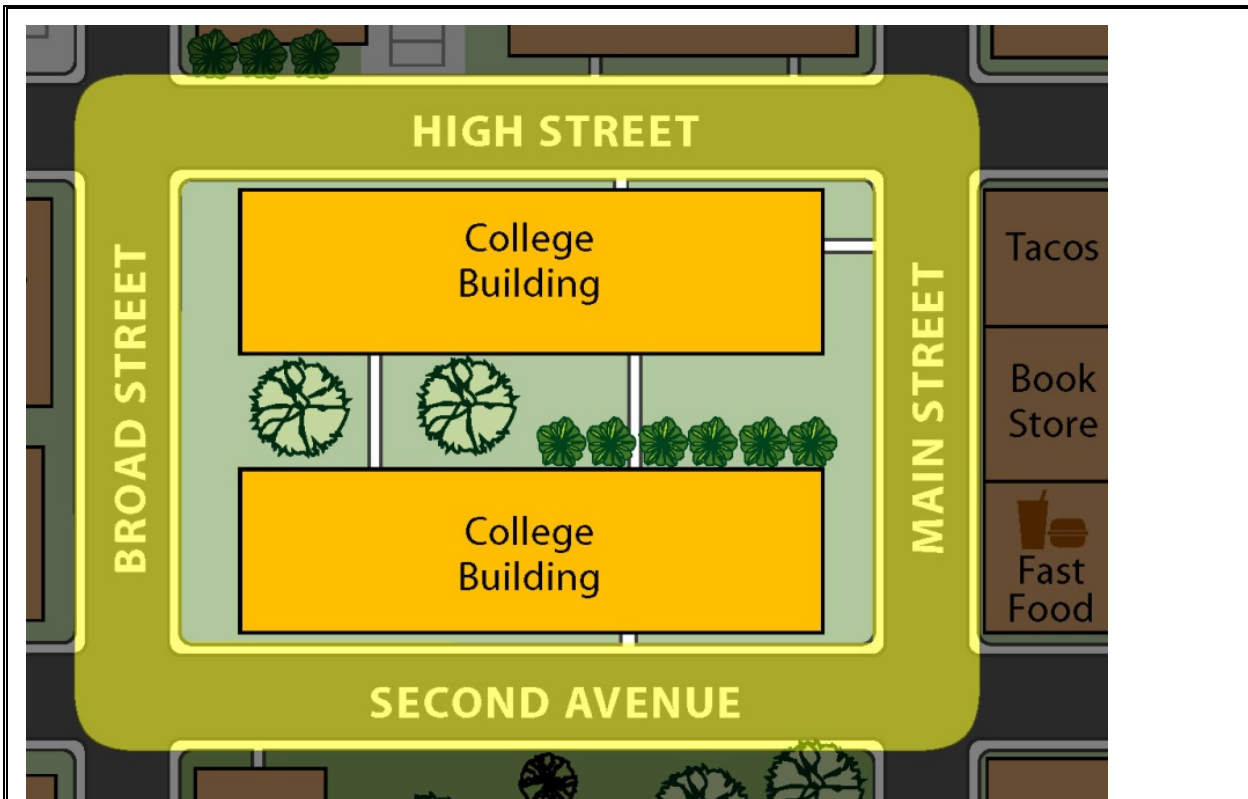 HIGH STREET
College
Building
BROAD STREET
MAIN STREET
Tacos
Book
Store
College
Building
Fast
Food
SECOND AVENUE